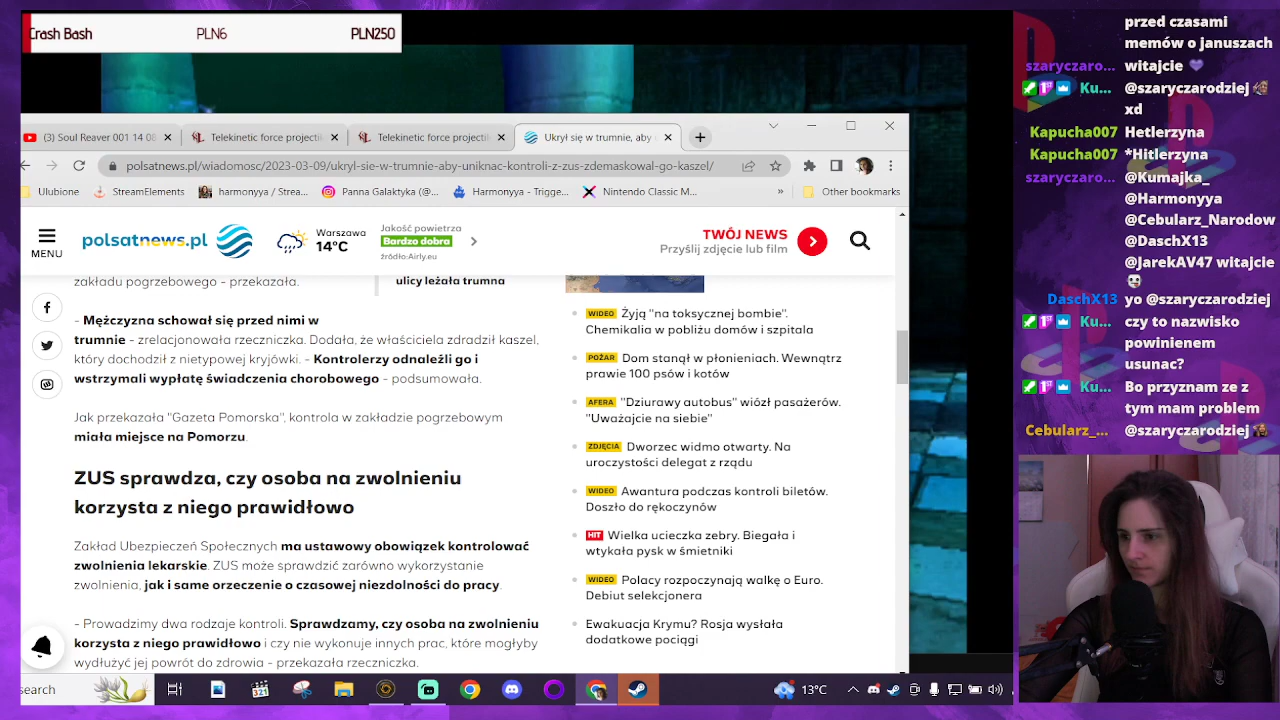 Crash Bash PLN6 PLN250
(3) Soul Reaver 001 14 08
Telekinetic force projectil
Telekinetic force projectil
Ukrył się w trumnie, aby
polsatnews.pl/wiadomosc/2023-03-09/ukryl-sie-w-trumnie-aby-uniknac-kontroli-z-zus-zdemaskowal-go-kaszel/
Ulubione
StreamElements
harmonyya / Strea...
Panna Galaktyka (@...
Harmonyya - Trigge...
Nintendo Classic M...
»
Other bookmarks
MENU
polsatnews.pl
Warszawa
14°C
Jakość powietrza
Bardzo dobra
źródło:Airly.eu
TWÓJ NEWS
Przyślij zdjęcie lub film
zakładu pogrzebowego - przekazała.
ulicy leżała trumna
- Mężczyzna schował się przed nimi w
trumnie - zrelacjonowała rzeczniczka. Dodała, że właściciela zdradził kaszel,
który dochodził z nietypowej kryjówki. - Kontrolerzy odnaleźli go i
wstrzymali wypłatę świadczenia chorobowego - podsumowała.
Jak przekazała "Gazeta Pomorska", kontrola w zakładzie pogrzebowym
miała miejsce na Pomorzu.
ZUS sprawdza, czy osoba na zwolnieniu
korzysta z niego prawidłowo
Zakład Ubezpieczeń Społecznych ma ustawowy obowiązek kontrolować
zwolnienia lekarskie. ZUS może sprawdzić zarówno wykorzystanie
zwolnienia, jak i same orzeczenie o czasowej niezdolności do pracy.
- Prowadzimy dwa rodzaje kontroli. Sprawdzamy, czy osoba na zwolnieniu
korzysta z niego prawidłowo i czy nie wykonuje innych prac, które mogłyby
wydłużyć jej powrót do zdrowia - przekazała rzeczniczka.
WIDEO Żyją "na toksycznej bombie".
Chemikalia w pobliżu domów i szpitala
POŻAR Dom stanął w płonieniach. Wewnątrz
prawie 100 psów i kotów
AFERA "Dziurawy autobus" wiózł pasażerów.
"Uważajcie na siebie"
ZDJĘCIA Dworzec widmo otwarty. Na
uroczystości delegat z rządu
WIDEO Awantura podczas kontroli biletów.
Doszło do rękoczynów
HIT Wielka ucieczka zebry. Biegała i
wtykała pysk w śmietniki
WIDEO Polacy rozpoczynają walkę o Euro.
Debiut selekcjonera
Ewakuacja Krymu? Rosja wysłała
dodatkowe pociągi
search
13°C
przed czasami
memów o januszach
szaryczaro... witajcie
1ST Ku... @szaryczarodziej
xd
Kapucha007 Hetlerzyna
Kapucha007 *Hitlerzyna
szaryczaro... @Kumajka_
@Harmonyya
@Cebularz_Narodow
@DaschX13
@JarekAV47 witajcie
DaschX13 yo @szaryczarodziej
1ST Ku... czy to nazwisko
powinienem
usunac?
1ST Ku... Bo przyznam ze z
tym mam problem
Cebularz_... @szaryczarodziej